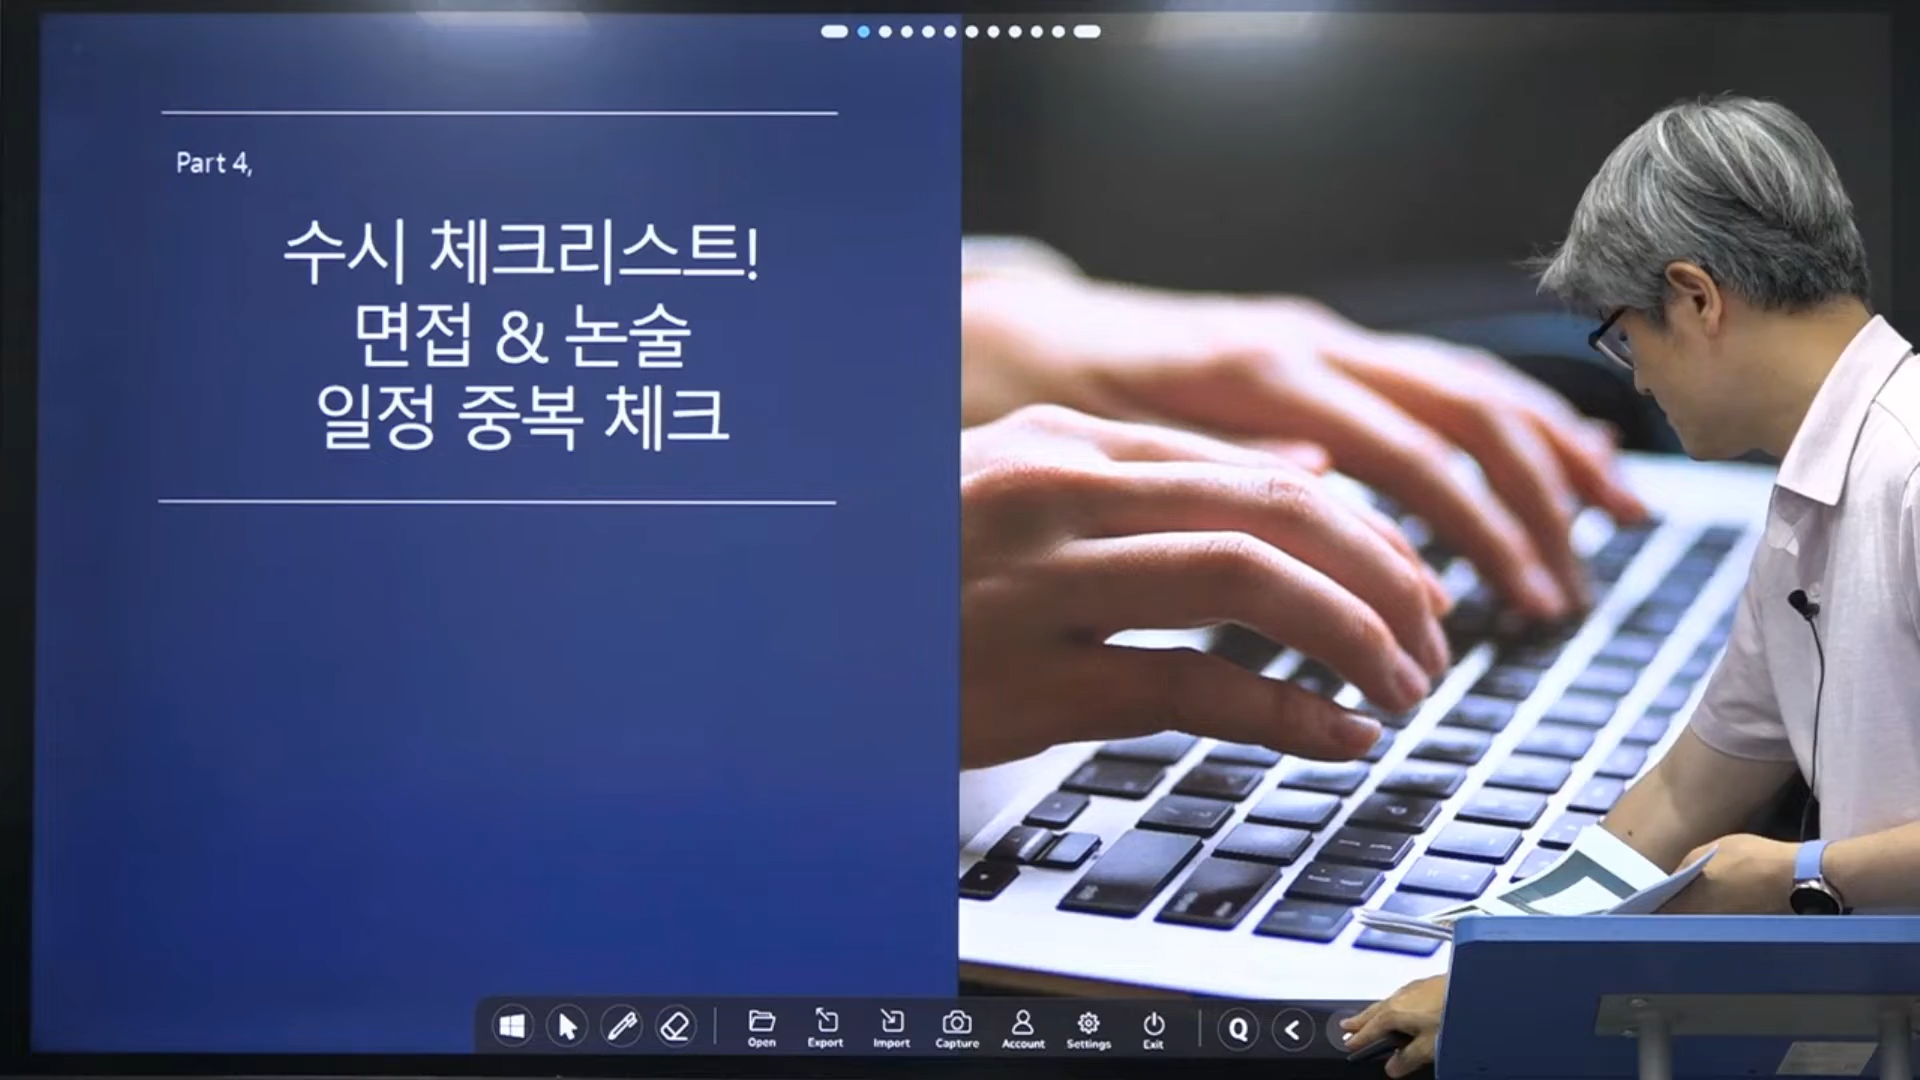 Part 4,
수시 체크리스트!
면접 & 논술
일정 중복 체크
Open
Export
Import
Capture
Account
Settings
Exit